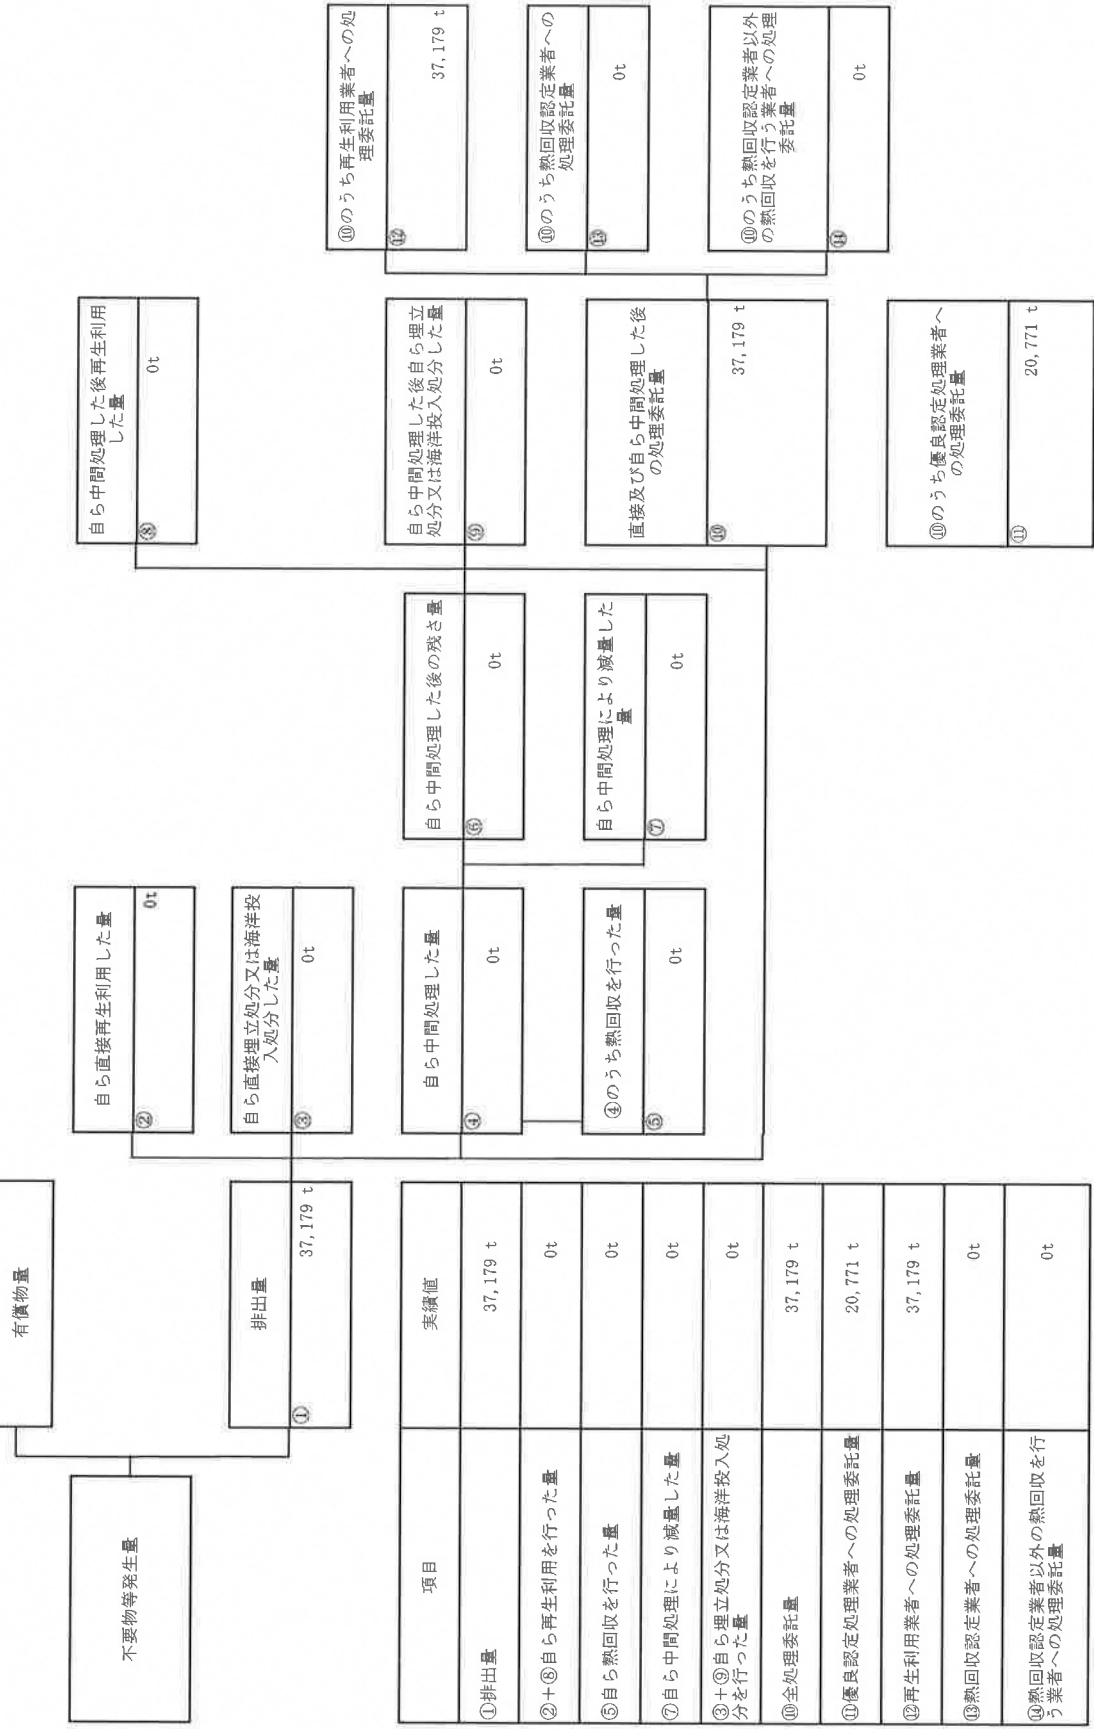 有償物量
不要物等発生量
排出量
①
37,179 t
自ら直接再生利用した量
②
0t
自ら直接埋立処分又は海洋投
入処分した量
③
0t
自ら中間処理した量
④
0t
④のうち熱回収を行った量
⑤
0t
自ら中間処理した後の残さ量
⑥
0t
自ら中間処理により減量した
量
⑦
0t
自ら中間処理した後再生利用
した量
⑧
0t
自ら中間処理した後自ら埋立
処分又は海洋投入処分した量
⑨
0t
直接及び自ら中間処理した後
の処理委託量
⑩
37,179 t
⑩のうち優良認定処理業者へ
の処理委託量
⑪
20,771 t
⑩のうち再生利用業者への処
理委託量
⑫
37,179 t
⑩のうち熱回収認定業者への
処理委託量
⑬
0t
⑩のうち熱回収認定業者以外
の熱回収を行う業者への処理
委託量
⑭
0t
項目 実績値
①排出量 37,179 t
②+⑧自ら再生利用を行った量 0t
⑤自ら熱回収を行った量 0t
⑦自ら中間処理により減量した量 0t
③+⑨自ら埋立処分又は海洋投入処
分を行った量 0t
⑩全処理委託量 37,179 t
⑪優良認定処理業者への処理委託量 20,771 t
⑫再生利用業者への処理委託量 37,179 t
⑬熱回収認定業者への処理委託量 0t
⑭熱回収認定業者以外の熱回収を行
う業者への処理委託量 0t